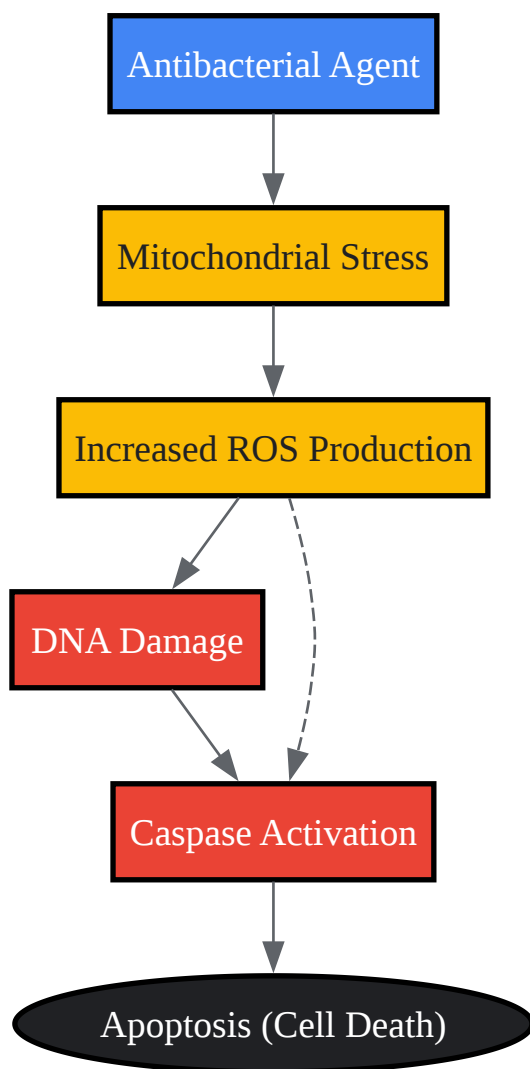 Antibacterial Agent
Mitochondrial Stress
Increased ROS Production
DNA Damage
Caspase Activation
Apoptosis (Cell Death)